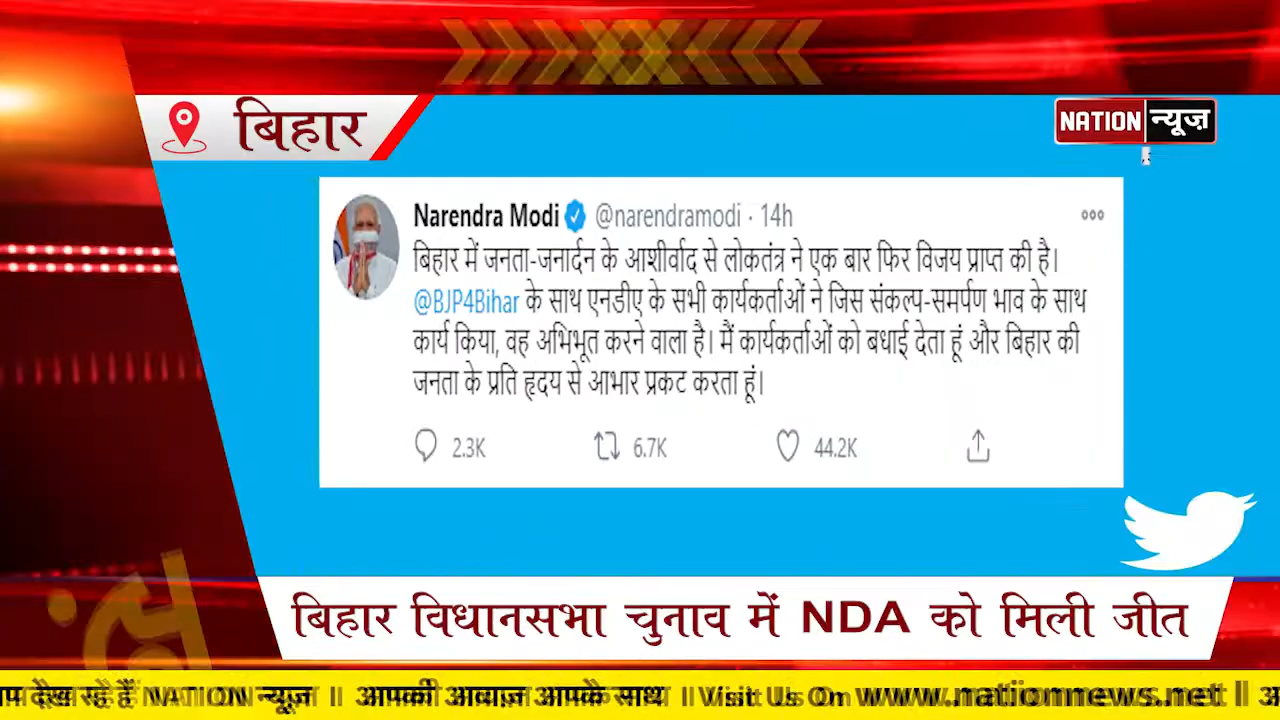 बिहार
NATION न्यूज़
Narendra Modi @narendramodi · 14h
बिहार में जनता-जनार्दन के आशीर्वाद से लोकतंत्र ने एक बार फिर विजय प्राप्त की है।
@BJP4Bihar के साथ एनडीए के सभी कार्यकर्ताओं ने जिस संकल्प-समर्पण भाव के साथ
कार्य किया, वह अभिभूत करने वाला है। मैं कार्यकर्ताओं को बधाई देता हूं और बिहार की
जनता के प्रति हृदय से आभार प्रकट करता हूं।
2.3K 6.7K 44.2K
बिहार विधानसभा चुनाव में NDA को मिली जीत
देख रहे हैं NATION न्यूज़ ॥ आपकी आवाज़ आपके साथ ॥ Visit Us On www.nationnews.net ॥